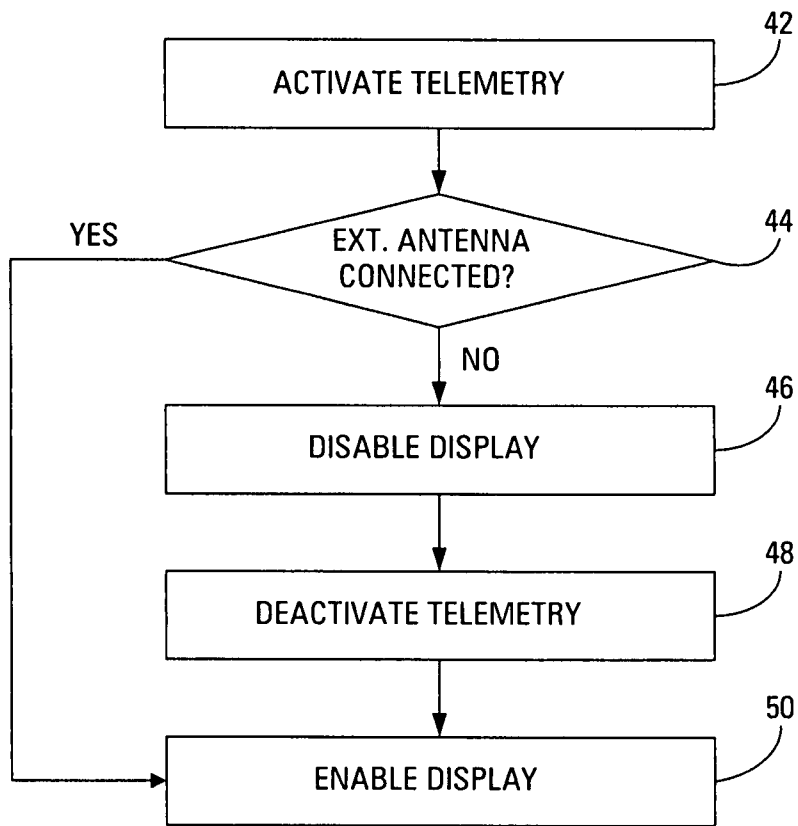 42
ACTIVATE TELEMETRY
44
YES
EXT. ANTENNA
CONNECTED?
NO
46
DISABLE DISPLAY
48
DEACTIVATE TELEMETRY
50
ENABLE DISPLAY